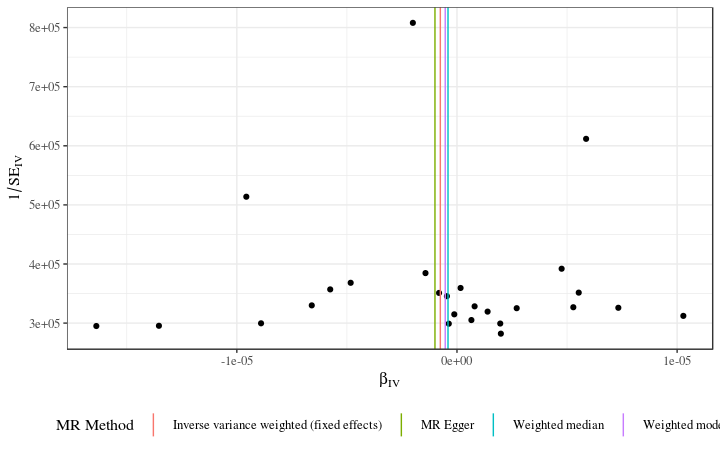 8e+05
7e+05
6e+05
5e+05
4e+05
3e+05
1/SE_IV
-1e-05 0e+00 1e-05
β_IV
MR Method Inverse variance weighted (fixed effects) MR Egger Weighted median Weighted mode